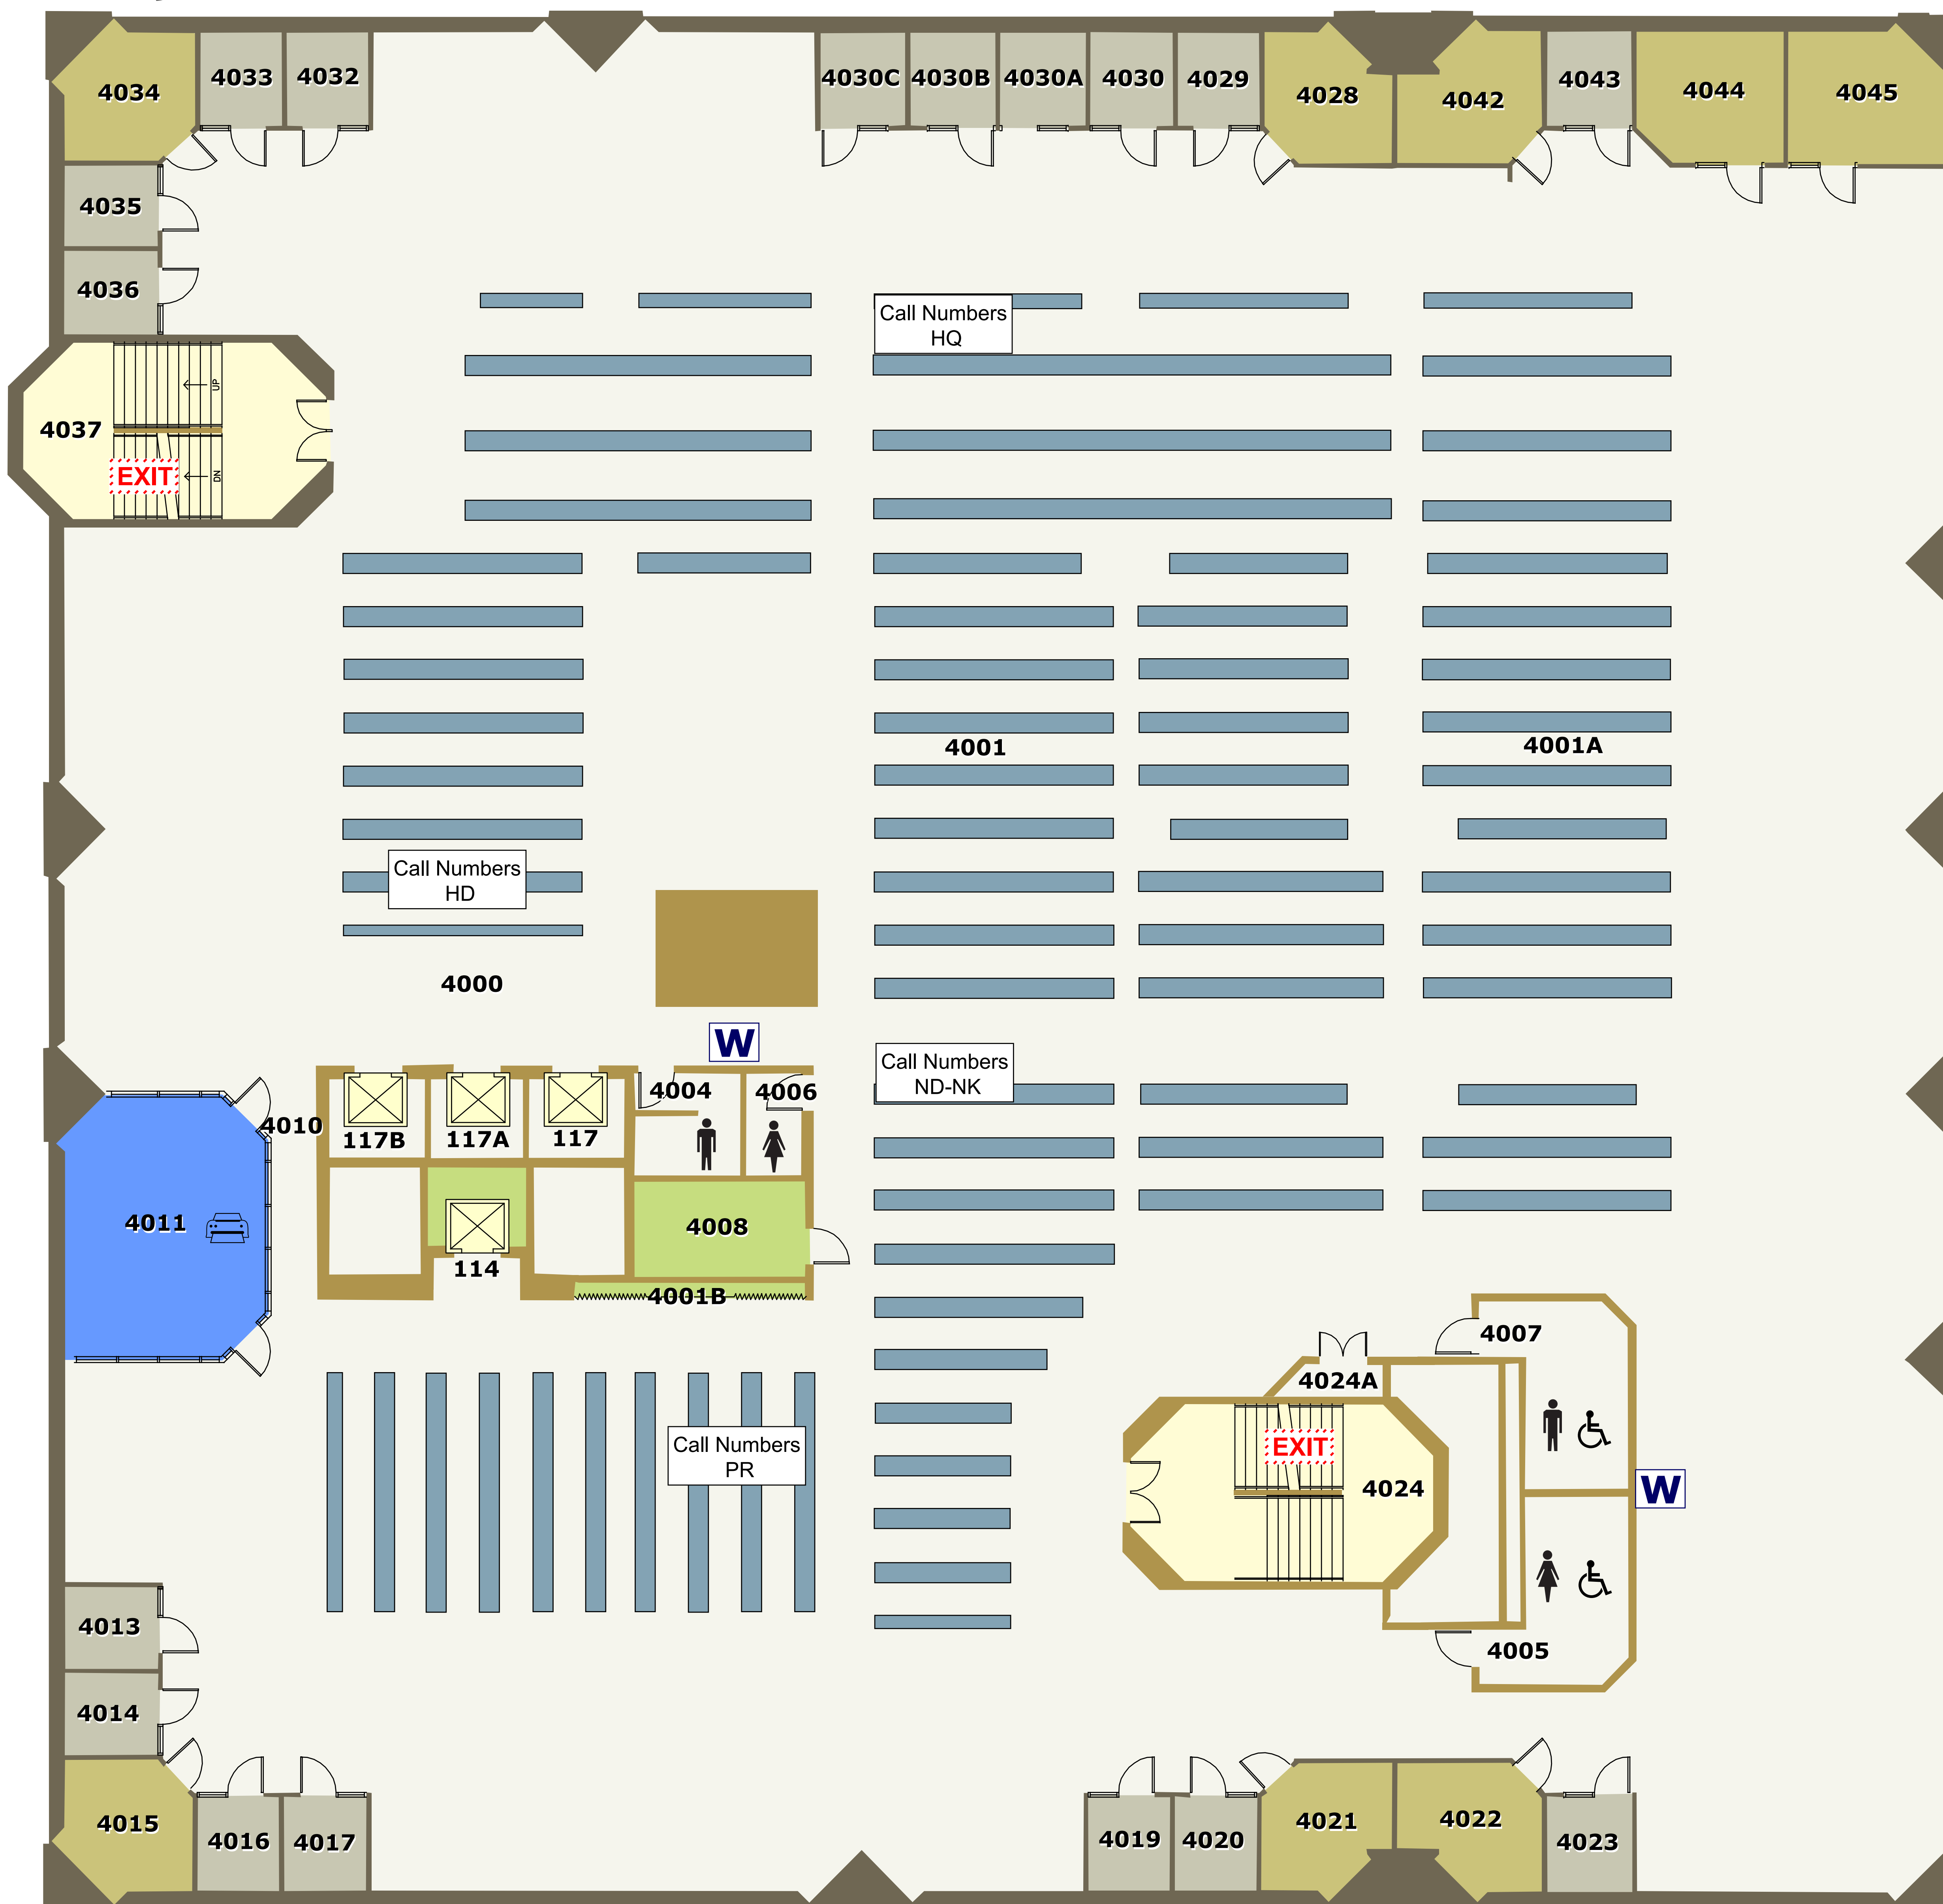 4034
4033
4032
4030C
4030B
4030A
4030
4029
4028
4042
4043
4044
4045
4035
4036
Call Numbers
HQ
UP
4037
EXIT
DN
4001
4001A
Call Numbers
HD
4000
W
Call Numbers
ND-NK
4004
4006
4010
117B
117A
117
4011
4008
114
4001B
4007
4024A
Call Numbers
PR
EXIT
4024
W
4005
4013
4014
4015
4016
4017
4019
4020
4021
4022
4023